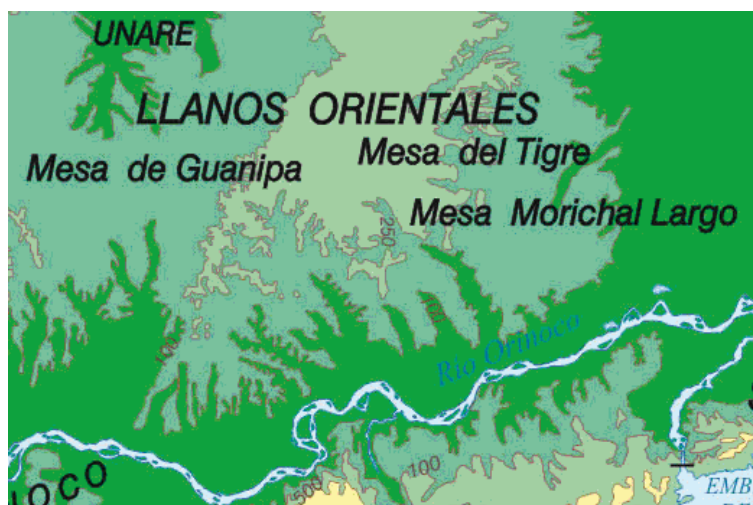 UNARE
LLANOS ORIENTALES
Mesa de Guanipa
Mesa del Tigre
Mesa Morichal Largo
250
100
100
Río Orinoco
100
500
OCO
EMB